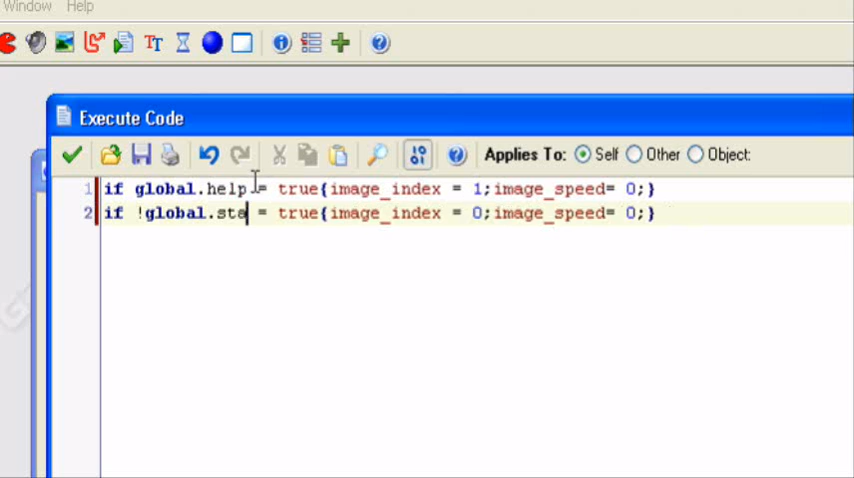 Window Help
Execute Code
Applies To: Self Other Object:
1 if global.help = true{image_index = 1;image_speed= 0;}
2 if !global.sta = true{image_index = 0;image_speed= 0;}